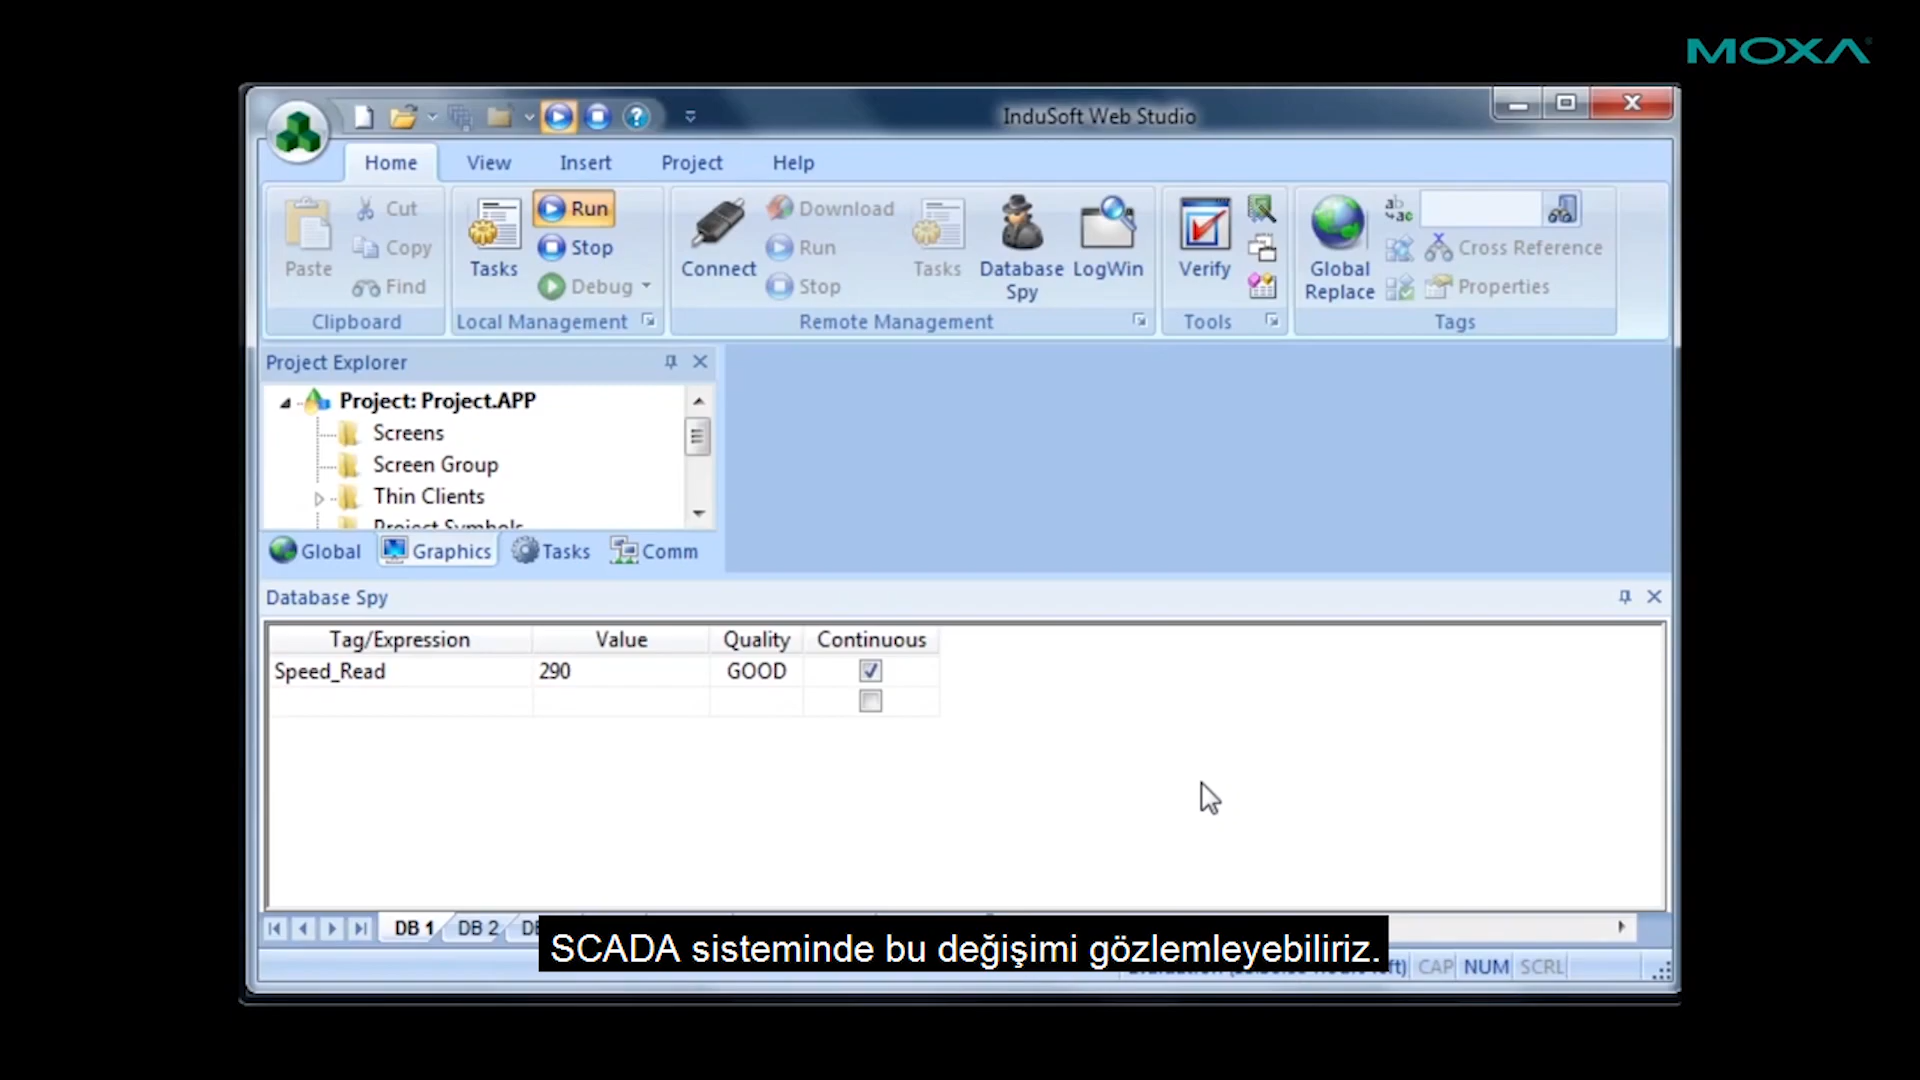 MOXA
InduSoft Web Studio
Home View Insert Project Help
Paste Cut Copy Find
Clipboard
Tasks Run Stop Debug
Local Management
Connect Download Run Stop Tasks Database Spy LogWin
Remote Management
Verify
Tools
Global Replace Cross Reference Properties
Tags
Project Explorer
Project: Project.APP
Screens
Screen Group
Thin Clients
Project Symbols
Global Graphics Tasks Comm
Database Spy
Tag/Expression Value Quality Continuous
Speed_Read 290 GOOD
DB 1 DB 2
SCADA sisteminde bu değişimi gözlemleyebiliriz.
CAP NUM SCRL